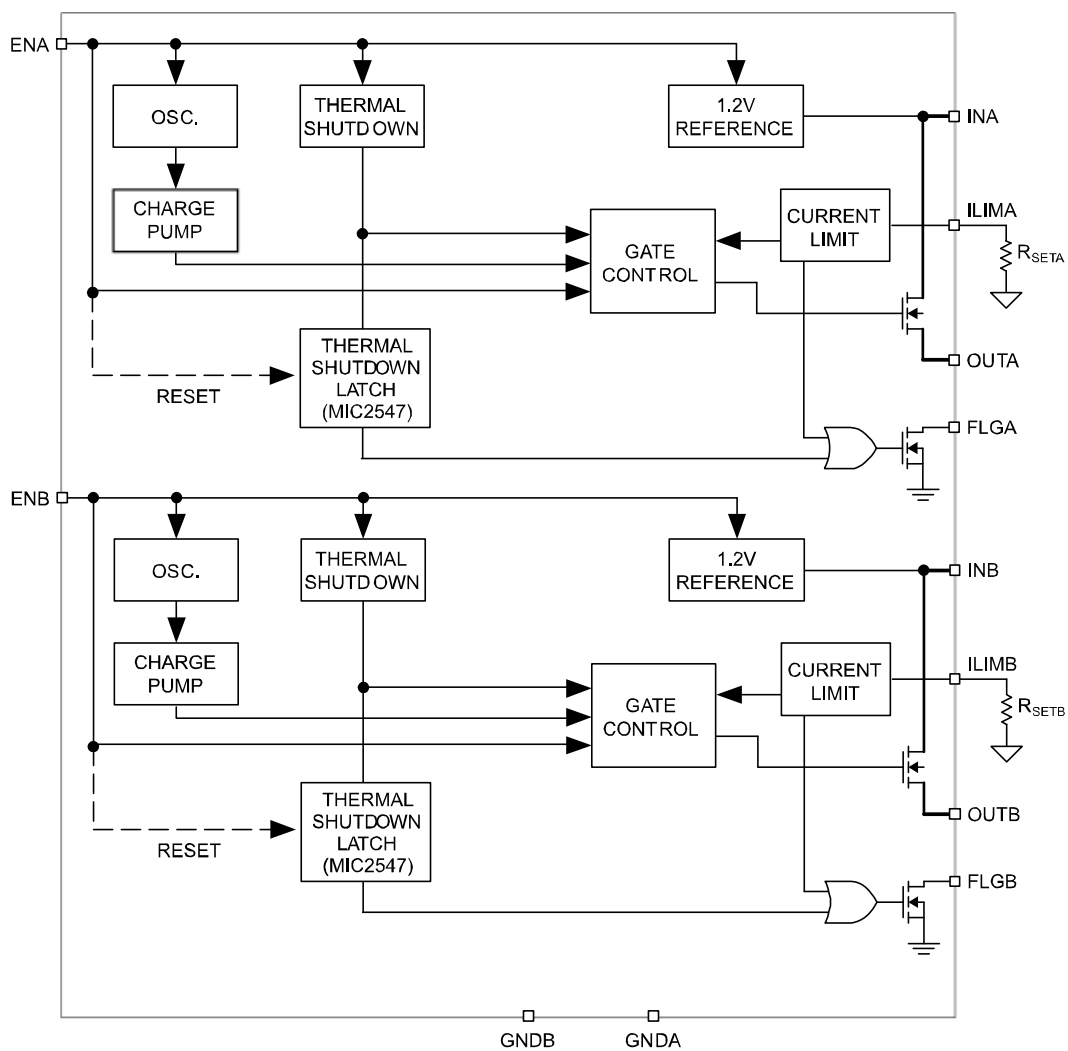 ENA
OSC.
THERMAL
SHUTDOWN
1.2V
REFERENCE
INA
CHARGE
PUMP
GATE
CONTROL
CURRENT
LIMIT
ILIMA
RSETA
THERMAL
SHUTDOWN
LATCH
(MIC2547)
RESET
OUTA
FLGA
ENB
OSC.
THERMAL
SHUTDOWN
1.2V
REFERENCE
INB
CHARGE
PUMP
GATE
CONTROL
CURRENT
LIMIT
ILIMB
RSETB
THERMAL
SHUTDOWN
LATCH
(MIC2547)
RESET
OUTB
FLGB
GNDB
GNDA